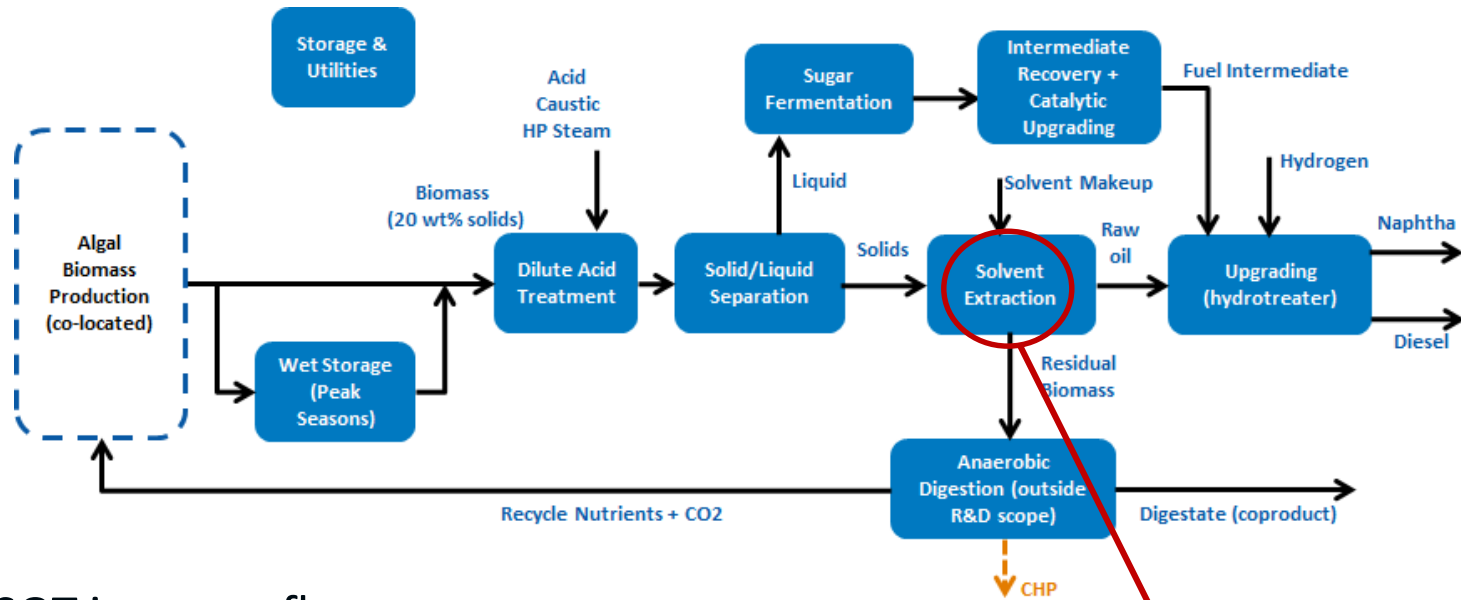 Storage &
Utilities
Acid
Caustic
HP Steam
Sugar
Fermentation
Intermediate
Recovery +
Catalytic
Upgrading
Fuel Intermediate
Hydrogen
Liquid
Solvent Makeup
Biomass
(20 wt% solids)
Algal
Biomass
Production
(co-located)
Dilute Acid
Treatment
Solid/Liquid
Separation
Solids
Solvent
Extraction
Raw
oil
Upgrading
(hydrotreater)
Naphtha
Diesel
Wet Storage
(Peak
Seasons)
Residual
Biomass
Anaerobic
Digestion (outside
R&D scope)
Recycle Nutrients + CO2
Digestate (coproduct)
CHP